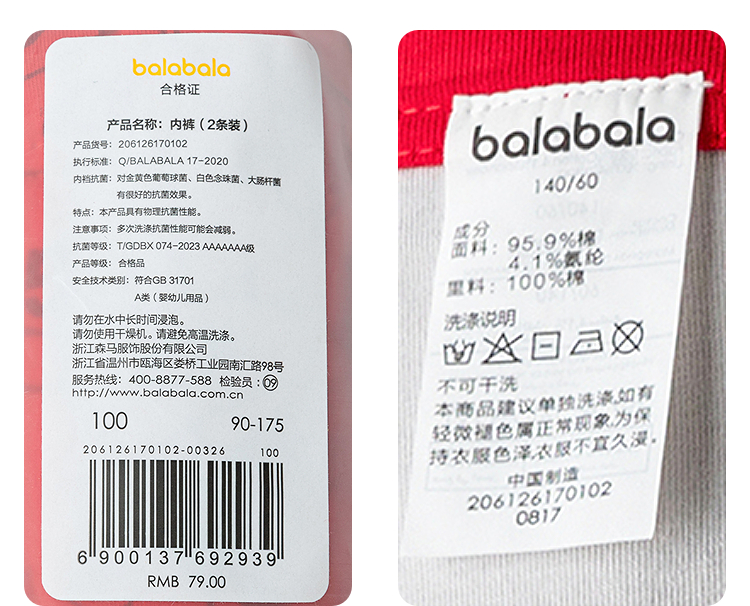 balabala
合格证
产品名称：内裤（2条装）
产品货号：206126170102
执行标准：Q/BALABALA 17-2020
内裆抗菌：对金黄色葡萄球菌、白色念珠菌、大肠杆菌
有很好的抗菌效果。
特点：本产品具有物理抗菌性能。
注意事项：多次洗涤抗菌性能可能会减弱。
抗菌等级：T/GDBX 074-2023 AAAAAAA级
产品等级：合格品
安全技术类别：符合GB 31701
A类（婴幼儿用品）
请勿在水中长时间浸泡。
请勿使用干燥机。请避免高温洗涤。
浙江森马服饰股份有限公司
浙江省温州市瓯海区娄桥工业园南汇路98号
服务热线：400-8877-588 检验员：09
http://www.balabala.com.cn
100 90-175
206126170102-00326 100
6 900137 692939
RMB 79.00
balabala
140/60
成分
面料：95.9%棉
4.1%氨纶
里料：100%棉
洗涤说明
不可干洗
本商品建议单独洗涤,如有
轻微褪色属正常现象,为保
持衣服色泽,衣服不宜久浸。
中国制造
206126170102
0817